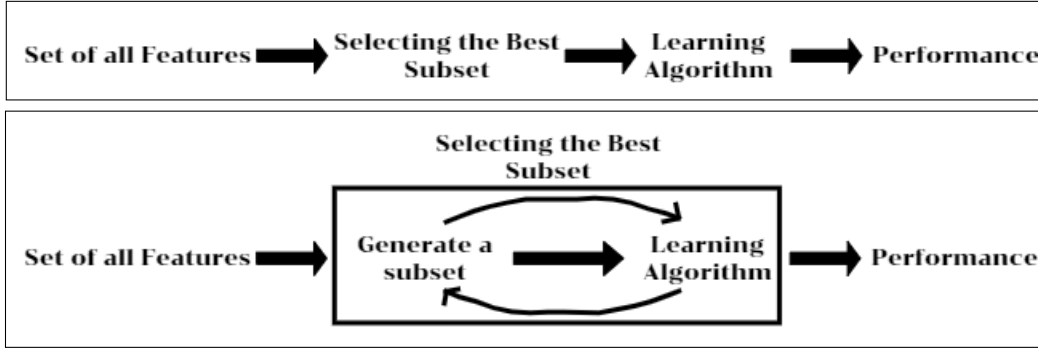 Set of all Features
Selecting the Best
Subset
Learning
Algorithm
Performance
Selecting the Best
Subset
Set of all Features
Generate a
subset
Learning
Algorithm
Performance